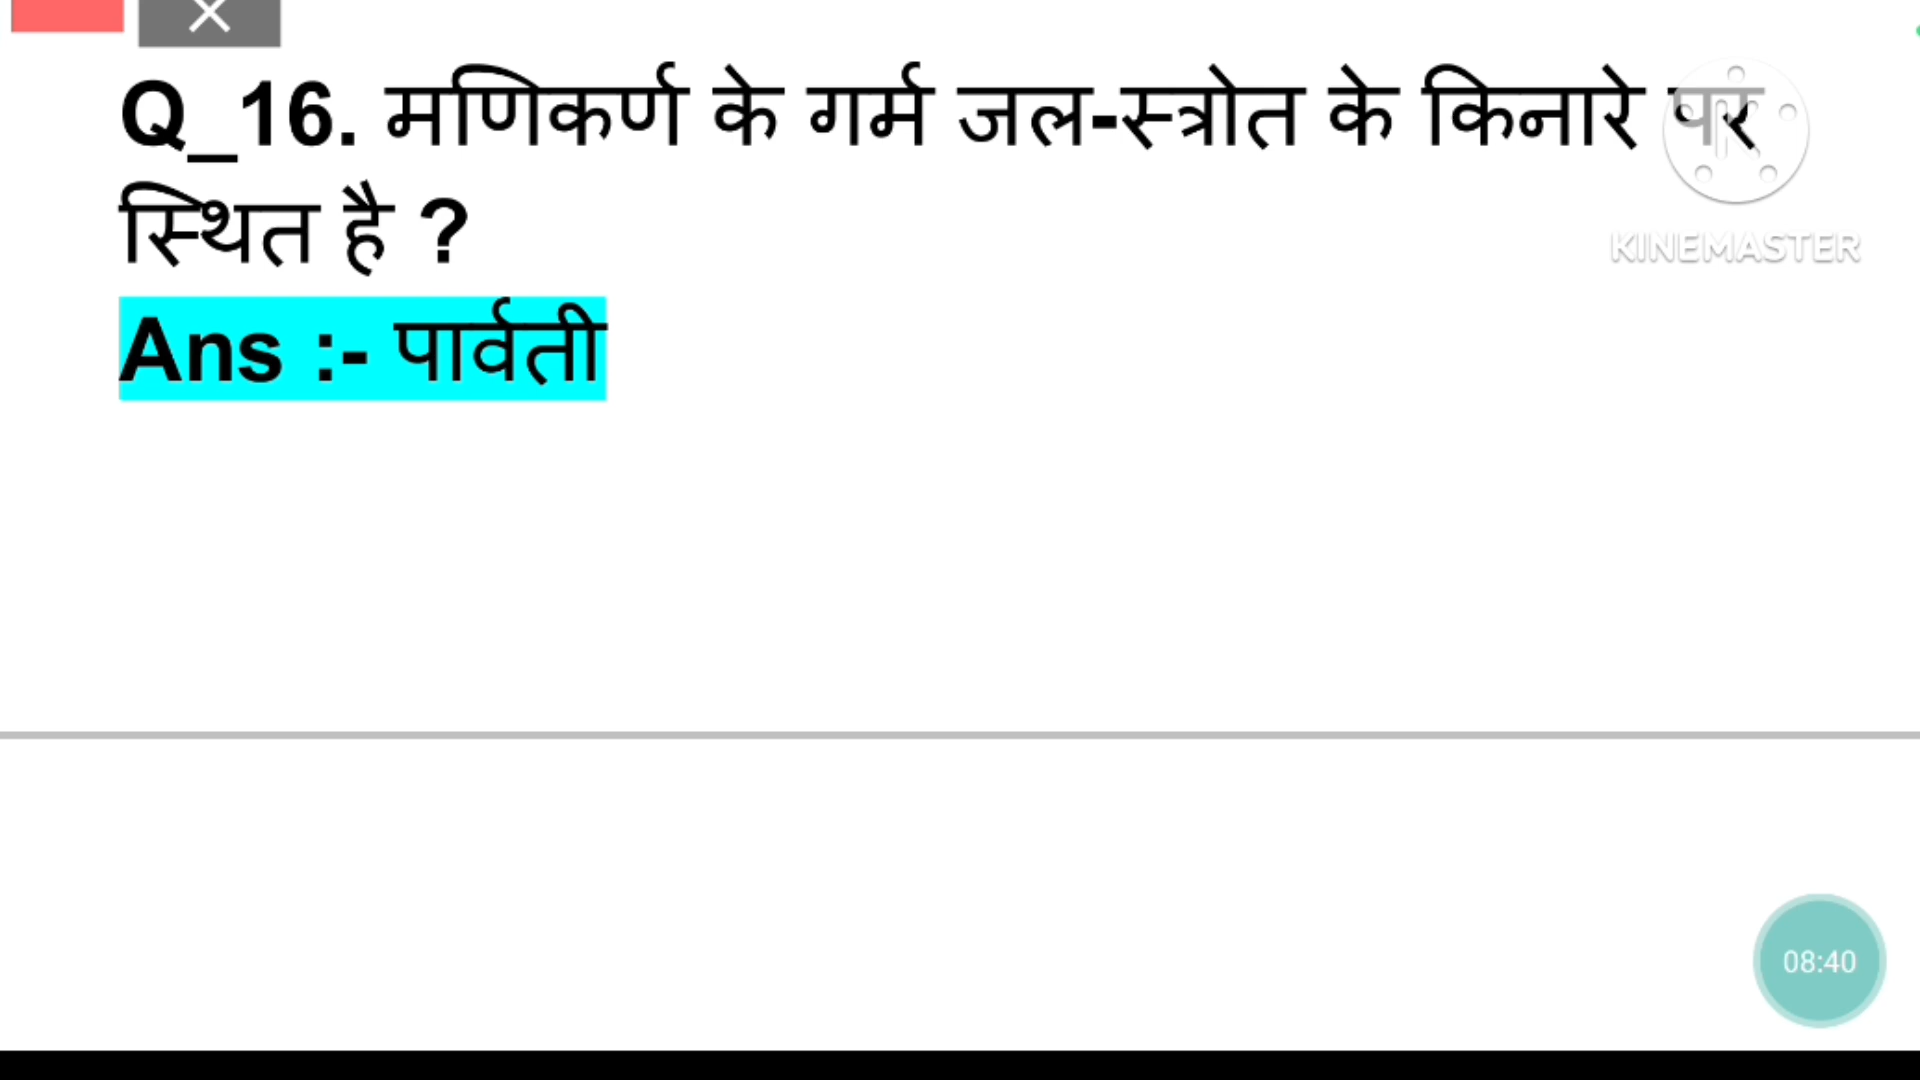 Q_16. मणिकर्ण के गर्म जल-स्त्रोत के किनारे पर
स्थित है ?
KINEMASTER
Ans :- पार्वती
08:40